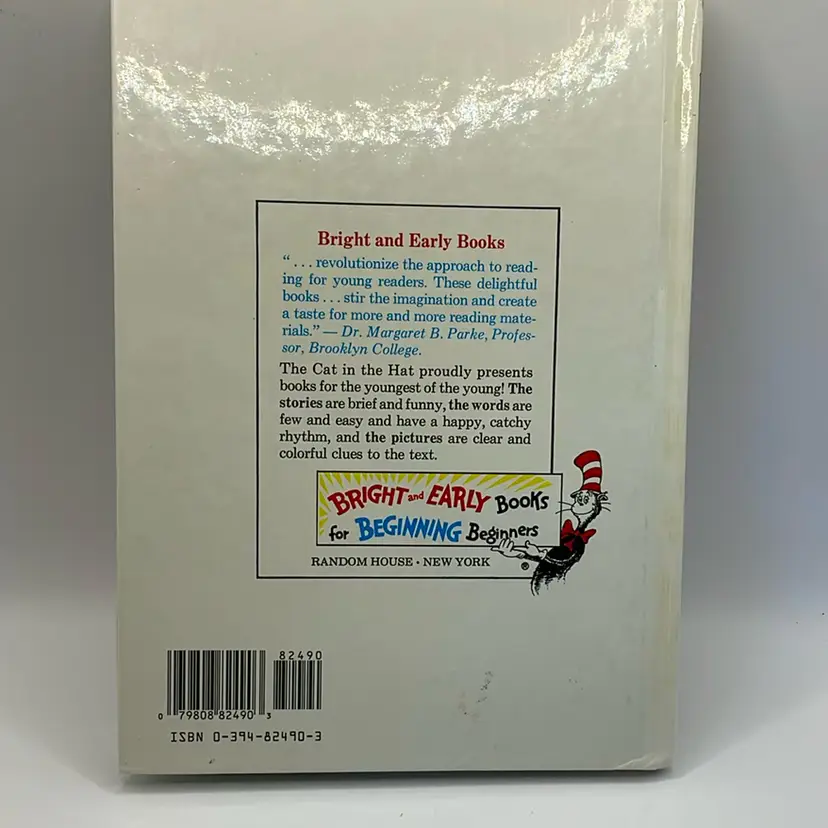 Bright and Early Books
“ . . . revolutionize the approach to read-
ing for young readers. These delightful
books . . . stir the imagination and create
a taste for more and more reading mate-
rials.” — Dr. Margaret B. Parke, Profes-
sor, Brooklyn College.
The Cat in the Hat proudly presents
books for the youngest of the young! The
stories are brief and funny, the words are
few and easy and have a happy, catchy
rhythm, and the pictures are clear and
colorful clues to the text.
BRIGHT and EARLY BOOKS
for BEGINNING Beginners
RANDOM HOUSE • NEW YORK
®
82490
0 79808 82490 3
ISBN 0-394-82490-3